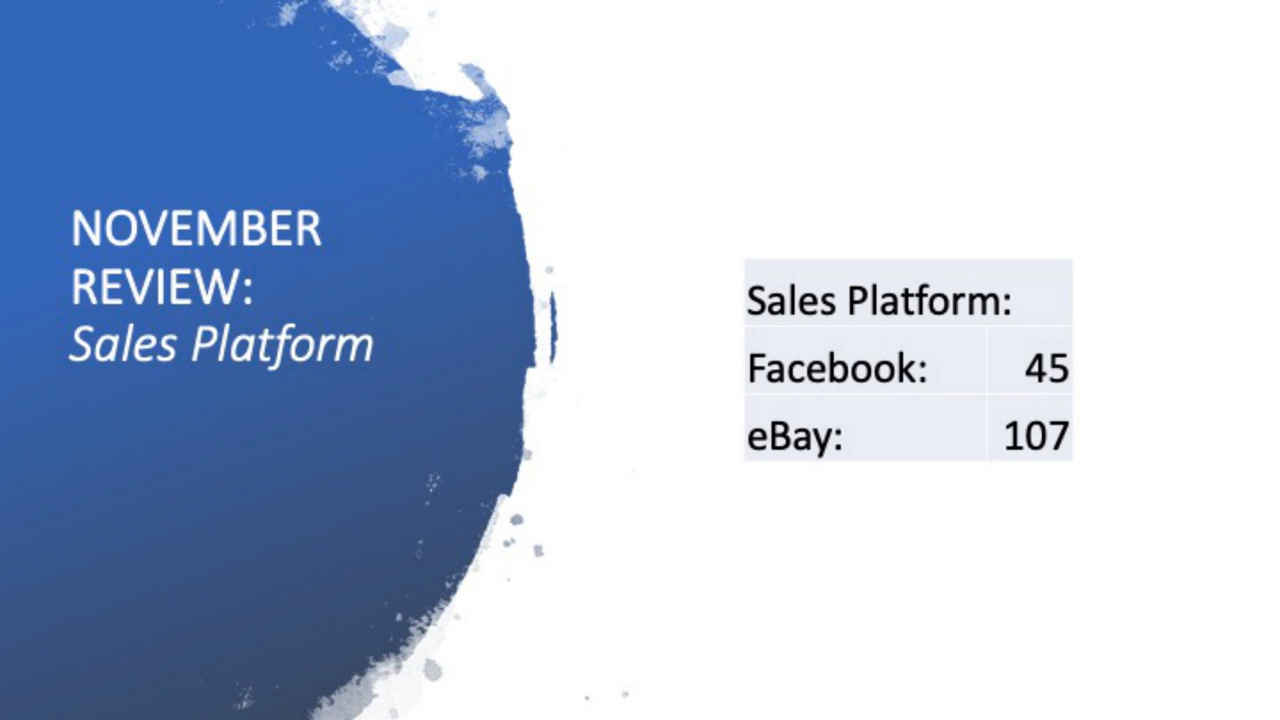 NOVEMBER
REVIEW:
Sales Platform
Sales Platform:
Facebook: 45
eBay: 107